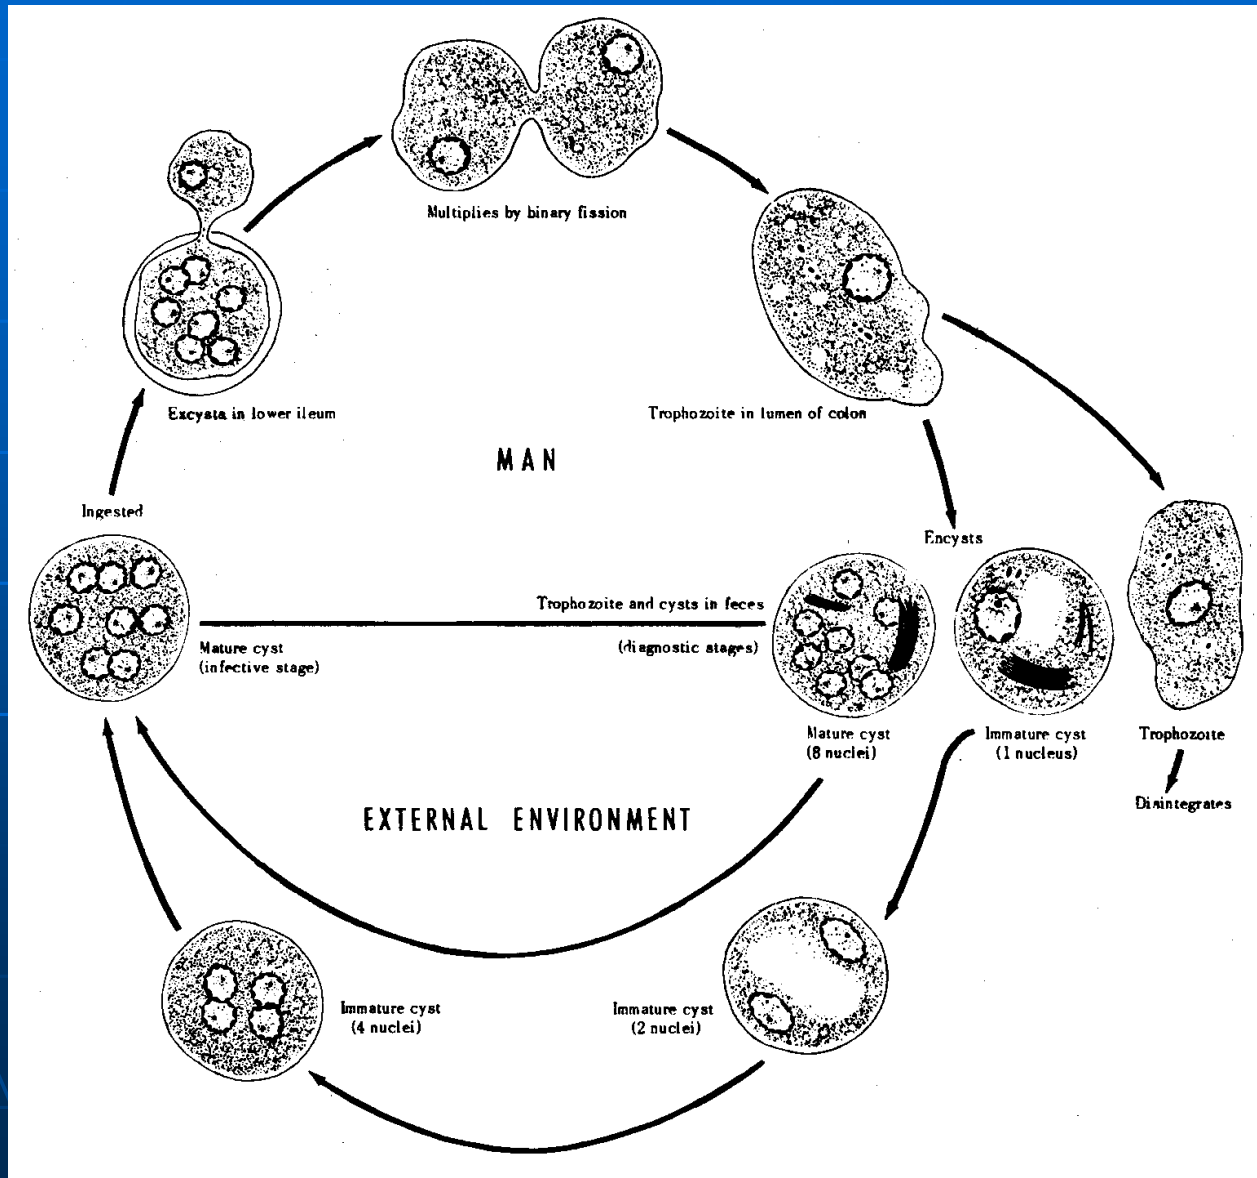 Multiplies by binary fission
Excysts in lower ileum
Trophozoite in lumen of colon
MAN
Ingested
Encysts
Trophozoite and cysts in feces
(diagnostic stages)
Mature cyst
(infective stage)
Mature cyst
(8 nuclei)
Immature cyst
(1 nucleus)
Trophozoite
Disintegrates
EXTERNAL ENVIRONMENT
Immature cyst
(4 nuclei)
Immature cyst
(2 nuclei)